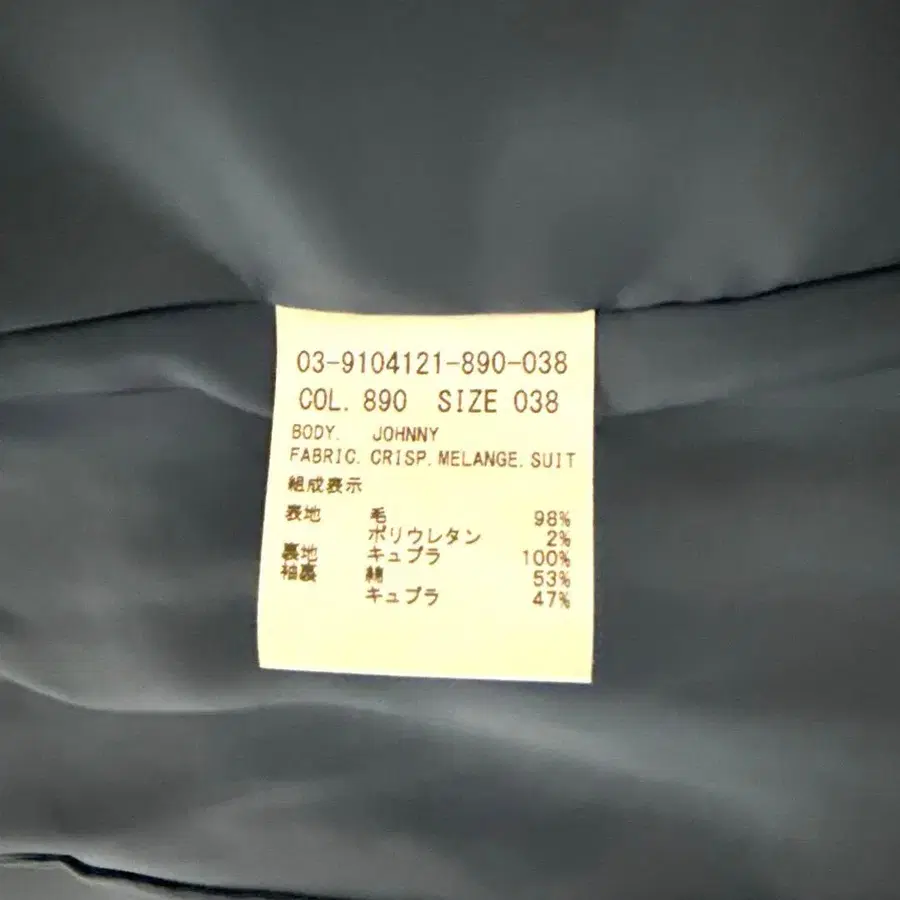 03-9104121-890-038
COL. 890 SIZE 038
BODY. JOHNNY
FABRIC. CRISP. MELANGE. SUIT
組成表示
表地 毛 98%
ポリウレタン 2%
裏地 キュプラ 100%
袖裏 綿 53%
キュプラ 47%